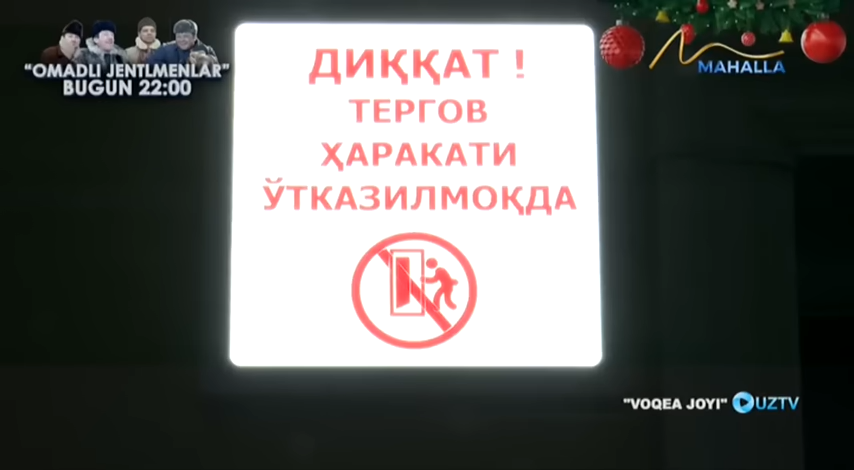 "OMADLI JENTLMENLAR"
BUGUN 22:00
MAHALLA
ДИҚҚАТ !
ТЕРГОВ
ҲАРАКАТИ
ЎТКАЗИЛМОҚДА
"VOQEA JOYI" UZTV